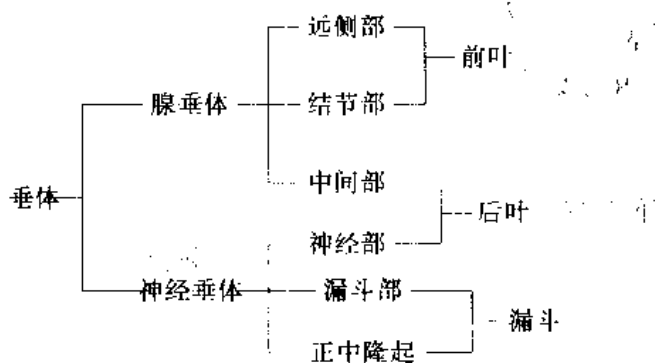 远侧部
前叶
腺垂体
结节部
中间部
垂体
后叶
神经部
神经垂体
漏斗部
漏斗
正中隆起